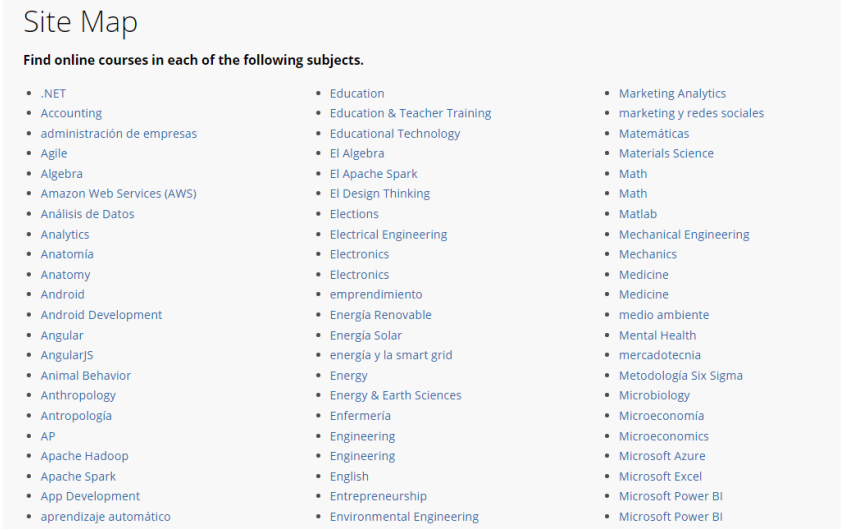 Site Map
Find online courses in each of the following subjects.
.NET
Accounting
administración de empresas
Agile
Algebra
Amazon Web Services (AWS)
Análisis de Datos
Analytics
Anatomía
Anatomy
Android
Android Development
Angular
AngularJS
Animal Behavior
Anthropology
Antropología
AP
Apache Hadoop
Apache Spark
App Development
aprendizaje automático
Education
Education & Teacher Training
Educational Technology
El Algebra
El Apache Spark
El Design Thinking
Elections
Electrical Engineering
Electronics
Electronics
emprendimiento
Energía Renovable
Energía Solar
energía y la smart grid
Energy
Energy & Earth Sciences
Enfermería
Engineering
Engineering
English
Entrepreneurship
Environmental Engineering
Marketing Analytics
marketing y redes sociales
Matemáticas
Materials Science
Math
Math
Matlab
Mechanical Engineering
Mechanics
Medicine
Medicine
medio ambiente
Mental Health
mercadotecnia
Metodología Six Sigma
Microbiology
Microeconomía
Microeconomics
Microsoft Azure
Microsoft Excel
Microsoft Power BI
Microsoft Power BI